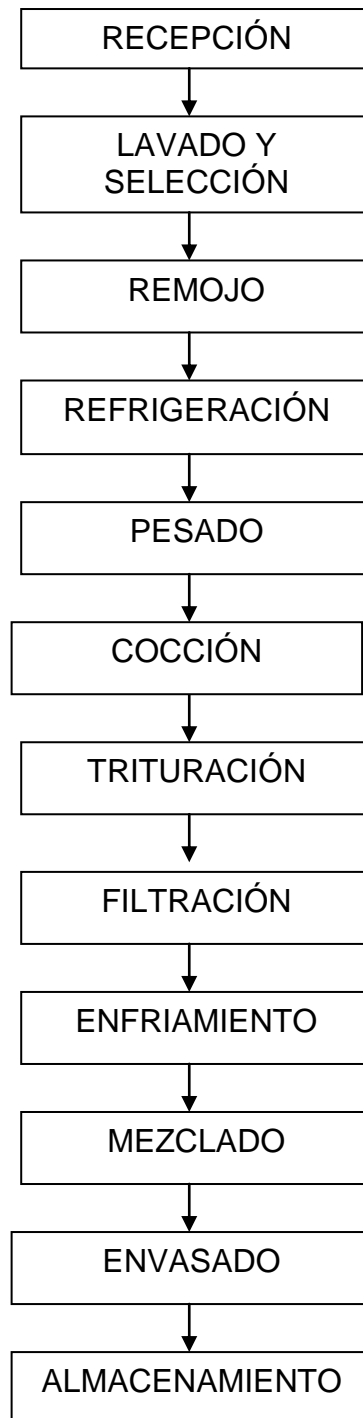 RECEPCIÓN
LAVADO Y
SELECCIÓN
REMOJO
REFRIGERACIÓN
PESADO
COCCIÓN
TRITURACIÓN
FILTRACIÓN
ENFRIAMIENTO
MEZCLADO
ENVASADO
ALMACENAMIENTO